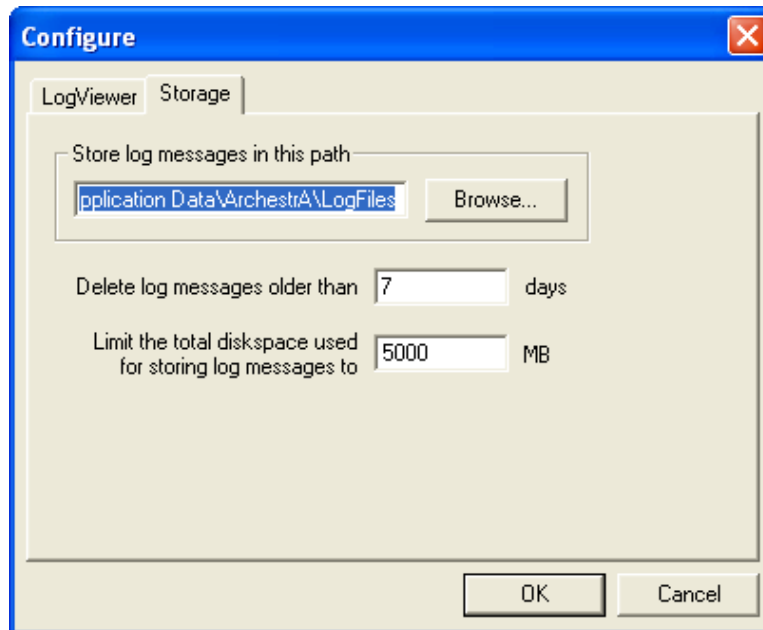 Configure
LogViewer Storage
Store log messages in this path
pplication Data\ArchestrA\LogFiles Browse...
Delete log messages older than 7 days
Limit the total diskspace used
for storing log messages to 5000 MB
OK Cancel